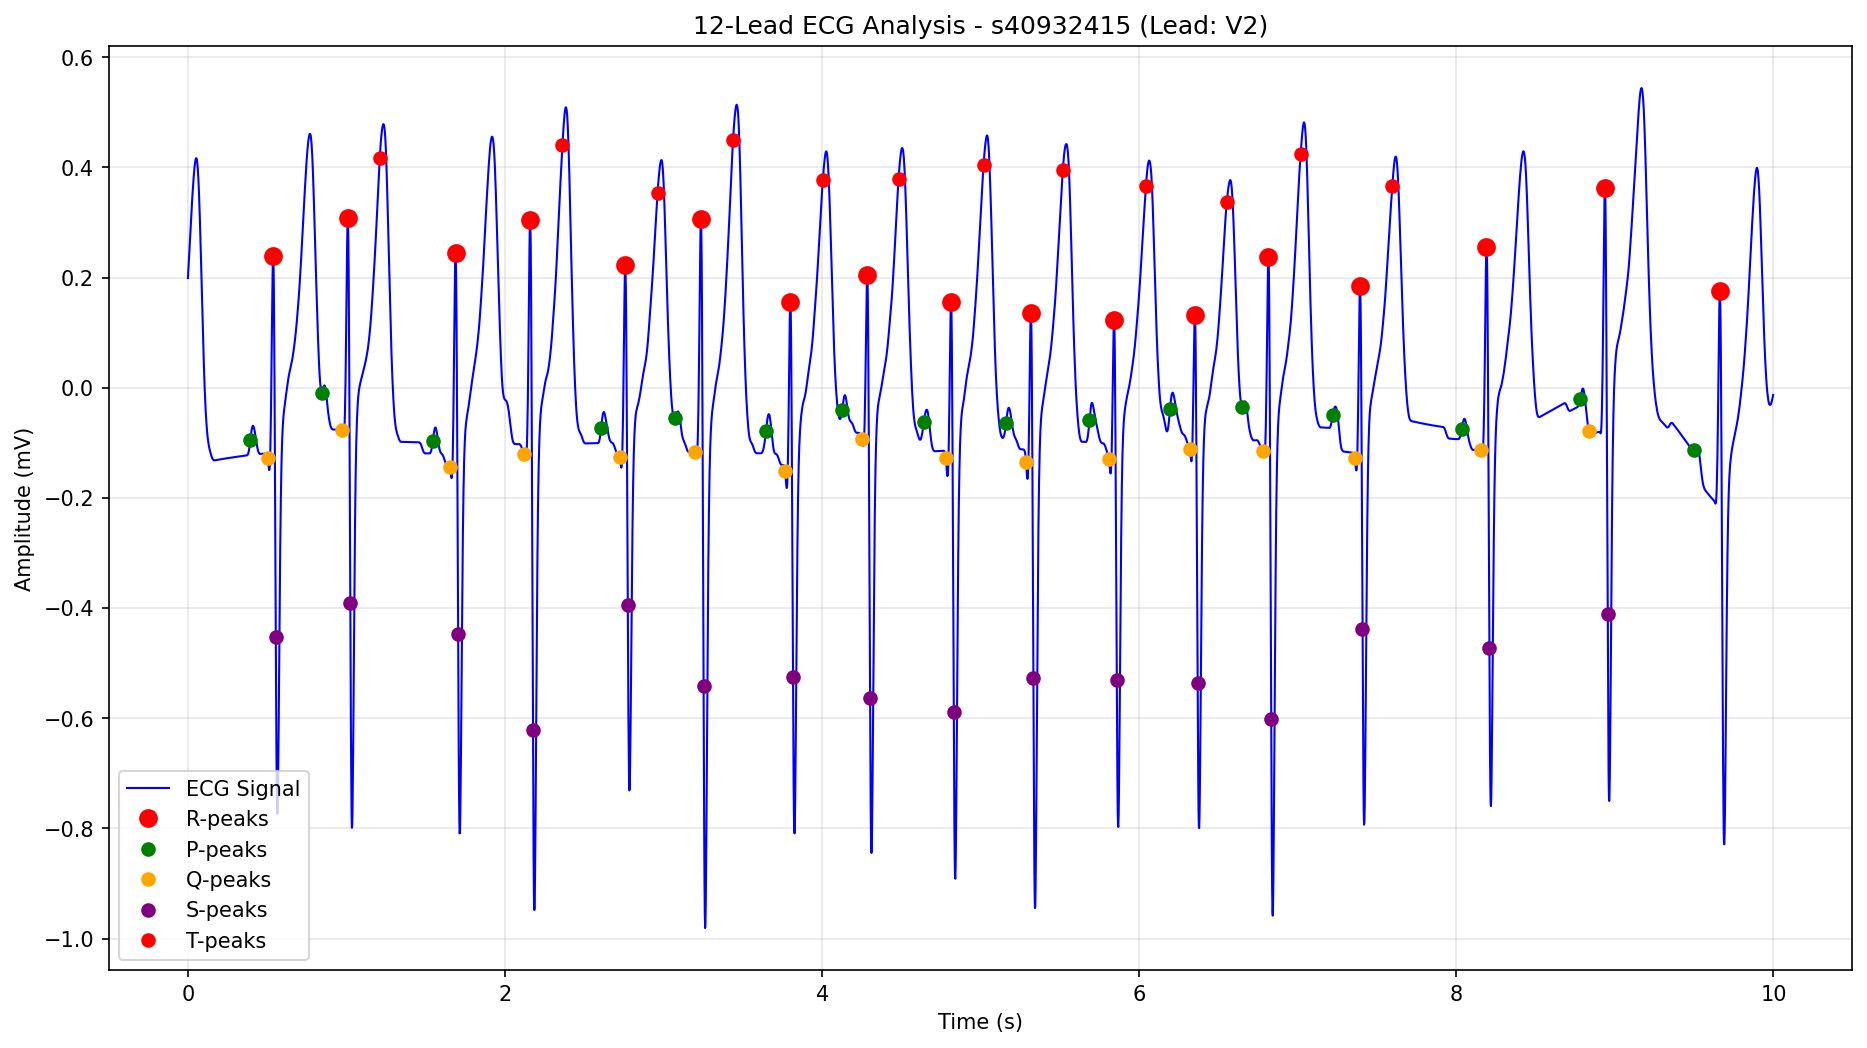 12-Lead ECG Analysis - s40932415 (Lead: V2)
Amplitude (mV)
0.6
0.4
0.2
0.0
−0.2
−0.4
−0.6
−0.8
−1.0
ECG Signal
R-peaks
P-peaks
Q-peaks
S-peaks
T-peaks
0 2 4 6 8 10
Time (s)